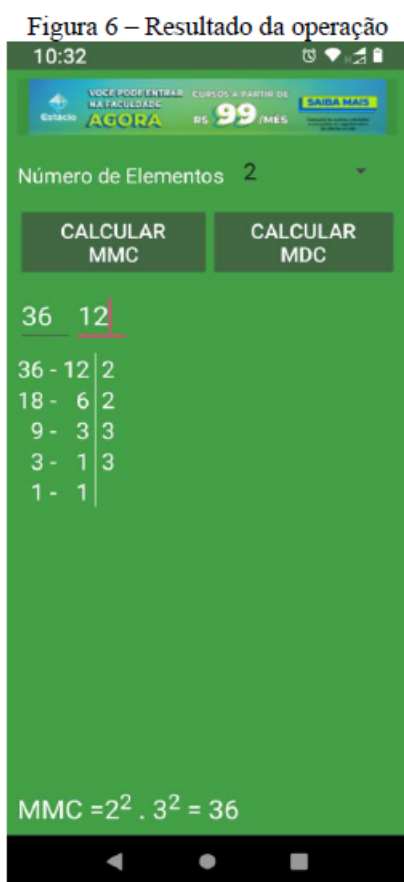 Figura 6 – Resultado da operação
10:32
VOCÊ PODE ENTRAR
NA FACULDADE
AGORA
Estácio
CURSOS A PARTIR DE
R$ 99 /MÊS
SAIBA MAIS
Número de Elementos 2
CALCULAR MMC
CALCULAR MDC
36 12
36 - 12 | 2
18 - 6 | 2
9 - 3 | 3
3 - 1 | 3
1 - 1 |
MMC =2² . 3² = 36